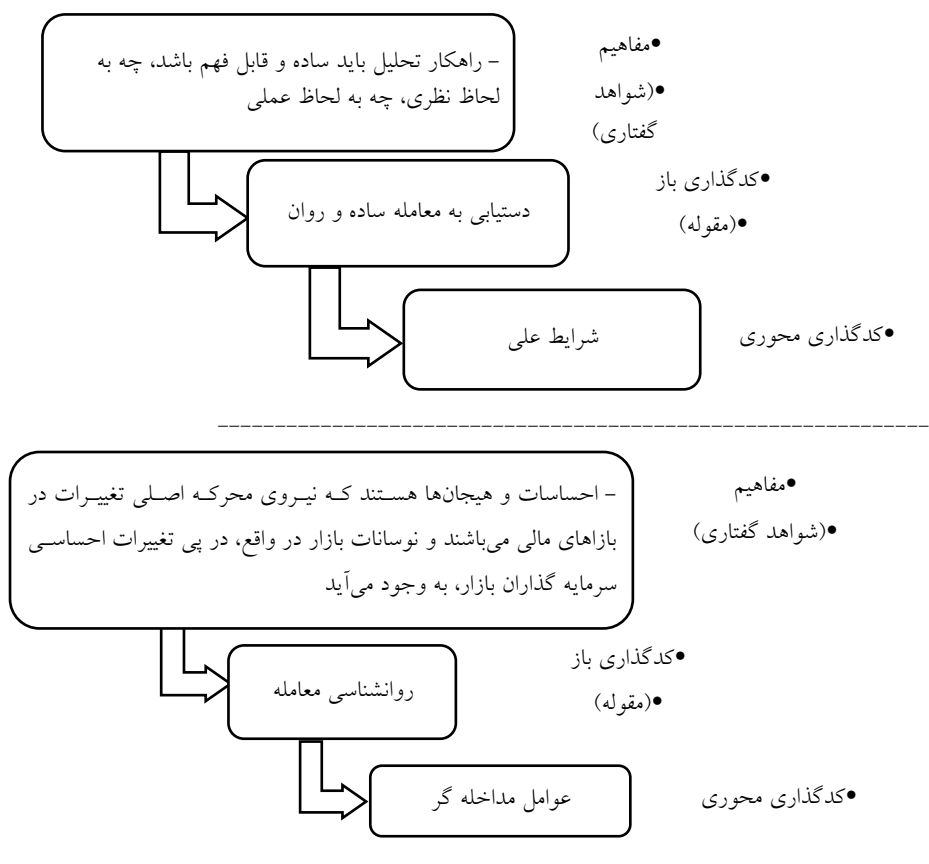 •مفاهیم
•(شواهد
گفتاری)
- راهکار تحلیل باید ساده و قابل فهم باشد، چه به
لحاظ نظری، چه به لحاظ عملی
•کدگذاری باز
•(مقوله)
دستیابی به معامله ساده و روان
•کدگذاری محوری
شرایط علی
•مفاهیم
•(شواهد گفتاری)
- احساسات و هیجان‌ها هستند که نیروی محرکه اصلی تغییرات در
بازاهای مالی می‌باشند و نوسانات بازار در واقع، در پی تغییرات احساسی
سرمایه گذاران بازار، به وجود می‌آید
•کدگذاری باز
•(مقوله)
روانشناسی معامله
•کدگذاری محوری
عوامل مداخله گر